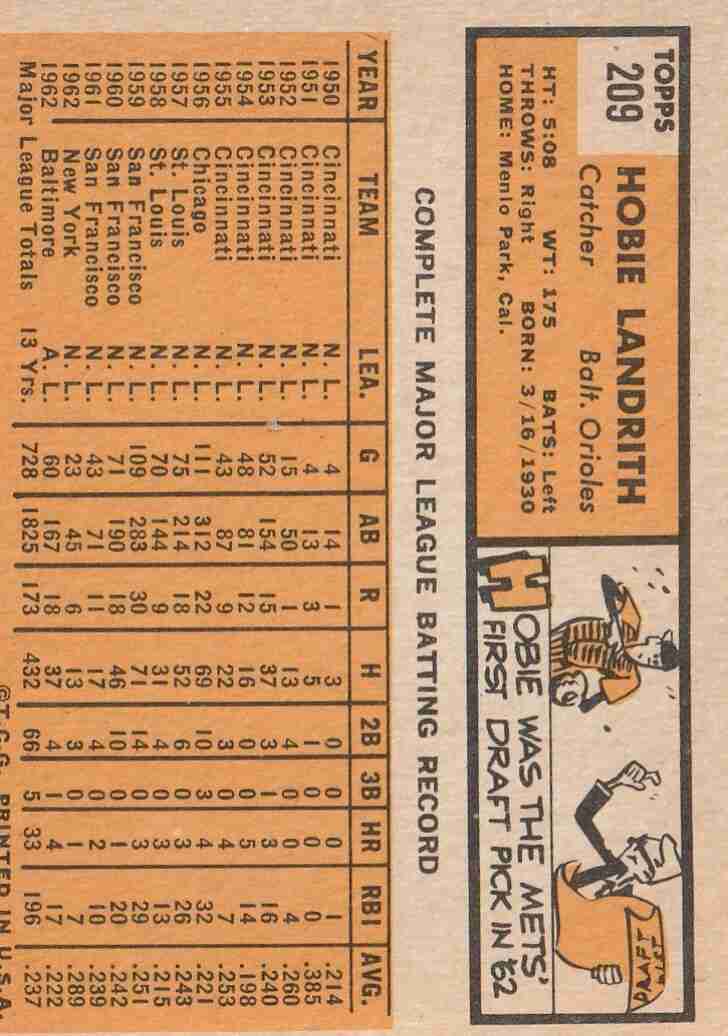 TOPPS
209
HOBIE LANDRITH
Catcher Balt. Orioles
HT: 5:08 WT: 175 BATS: Left
THROWS: Right BORN: 3/16/1930
HOME: Menlo Park, Cal.
DRAFT LIST
HOBIE WAS THE METS'
FIRST DRAFT PICK IN '62
COMPLETE MAJOR LEAGUE BATTING RECORD
YEAR TEAM LEA. G AB R H 2B 3B HR RBI AVG.
1950 Cincinnati N. L. 4 14 1 3 0 0 0 1 .214
1951 Cincinnati N. L. 4 13 3 5 1 0 0 0 .385
1952 Cincinnati N. L. 15 50 1 13 4 0 0 4 .260
1953 Cincinnati N. L. 52 154 15 37 3 1 3 16 .240
1954 Cincinnati N. L. 48 81 12 16 0 0 5 14 .198
1955 Cincinnati N. L. 43 87 9 22 3 0 4 7 .253
1956 Chicago N. L. 111 312 22 69 10 3 4 32 .221
1957 St. Louis N. L. 75 214 18 52 6 0 3 26 .243
1958 St. Louis N. L. 70 144 9 31 4 0 3 13 .215
1959 San Francisco N. L. 109 283 30 71 14 0 3 29 .251
1960 San Francisco N. L. 71 190 18 46 10 0 1 20 .242
1961 San Francisco N. L. 43 71 11 17 4 0 2 10 .239
1962 New York N. L. 23 45 6 13 3 0 1 7 .289
1962 Baltimore A. L. 60 167 18 37 4 1 4 17 .222
Major League Totals 13 Yrs. 728 1825 173 432 66 5 33 196 .237
©T.C.G. PRINTED IN U.S.A.